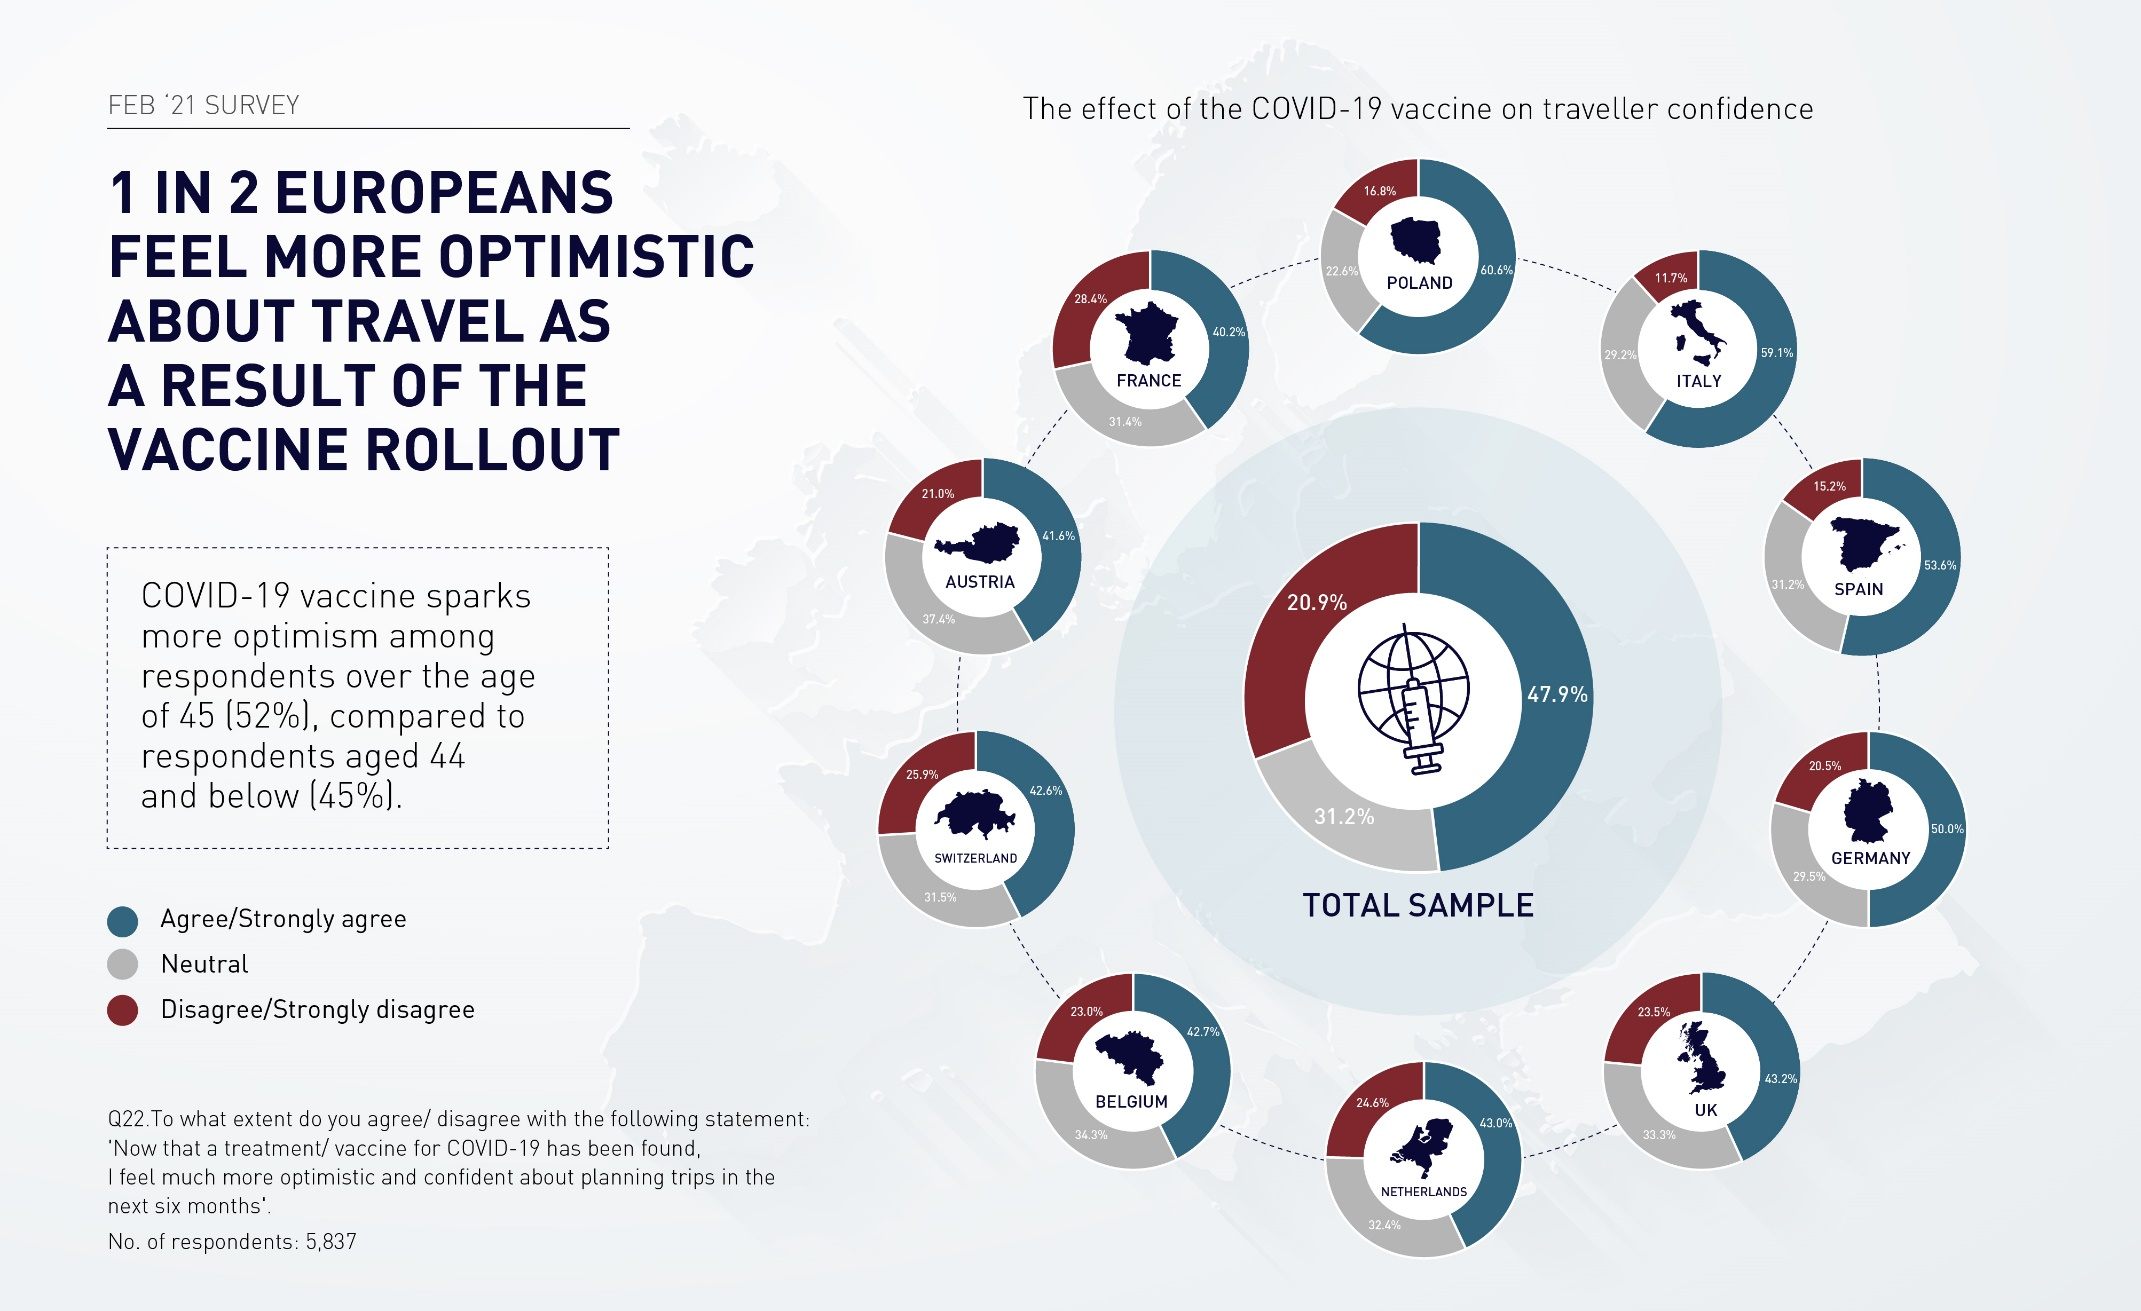 FEB ‘21 SURVEY
1 IN 2 EUROPEANS
FEEL MORE OPTIMISTIC
ABOUT TRAVEL AS
A RESULT OF THE
VACCINE ROLLOUT
COVID-19 vaccine sparks
more optimism among
respondents over the age
of 45 (52%), compared to
respondents aged 44
and below (45%).
Agree/Strongly agree
Neutral
Disagree/Strongly disagree
Q22.To what extent do you agree/ disagree with the following statement:
'Now that a treatment/ vaccine for COVID-19 has been found,
I feel much more optimistic and confident about planning trips in the
next six months'.
No. of respondents: 5,837
The effect of the COVID-19 vaccine on traveller confidence
16.8%
22.6%
60.6%
POLAND
11.7%
29.2%
59.1%
ITALY
15.2%
31.2%
53.6%
SPAIN
20.5%
29.5%
50.0%
GERMANY
23.5%
33.3%
43.2%
UK
24.6%
32.4%
43.0%
NETHERLANDS
23.0%
34.3%
42.7%
BELGIUM
25.9%
31.5%
42.6%
SWITZERLAND
21.0%
37.4%
41.6%
AUSTRIA
28.4%
31.4%
40.2%
FRANCE
20.9%
31.2%
47.9%
TOTAL SAMPLE